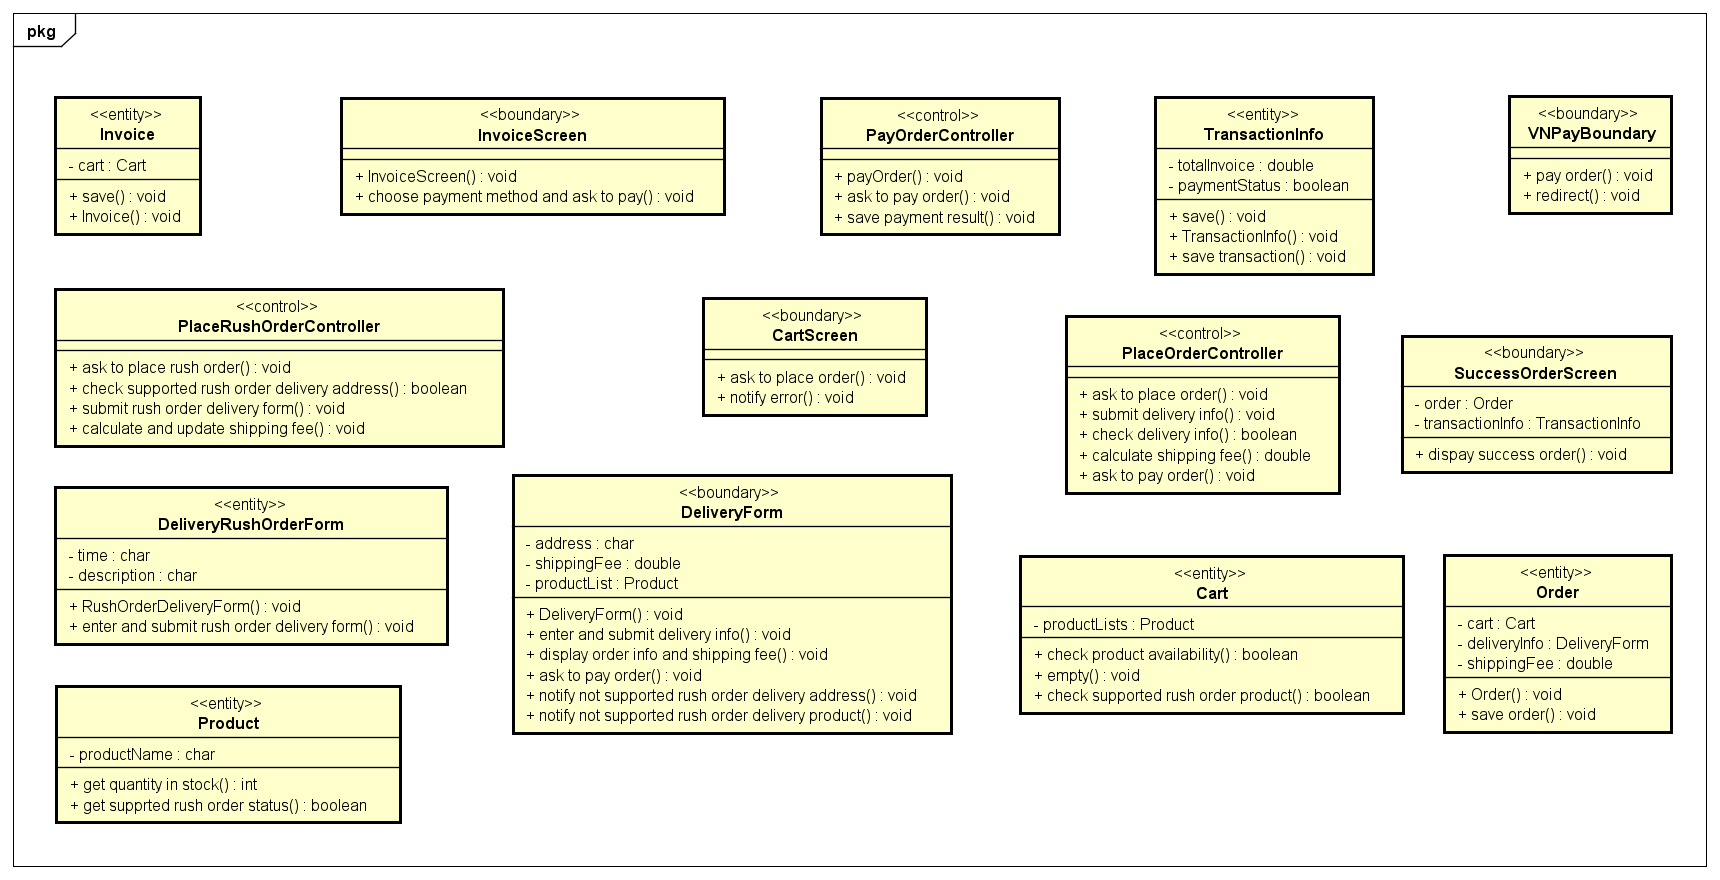 pkg
<<entity>>
Invoice
- cart : Cart
+ save() : void
+ Invoice() : void
<<boundary>>
InvoiceScreen
+ InvoiceScreen() : void
+ choose payment method and ask to pay() : void
<<control>>
PayOrderController
+ payOrder() : void
+ ask to pay order() : void
+ save payment result() : void
<<entity>>
TransactionInfo
- totalInvoice : double
- paymentStatus : boolean
+ save() : void
+ TransactionInfo() : void
+ save transaction() : void
<<boundary>>
VNPayBoundary
+ pay order() : void
+ redirect() : void
<<control>>
PlaceRushOrderController
+ ask to place rush order() : void
+ check supported rush order delivery address() : boolean
+ submit rush order delivery form() : void
+ calculate and update shipping fee() : void
<<boundary>>
CartScreen
+ ask to place order() : void
+ notify error() : void
<<control>>
PlaceOrderController
+ ask to place order() : void
+ submit delivery info() : void
+ check delivery info() : boolean
+ calculate shipping fee() : double
+ ask to pay order() : void
<<boundary>>
SuccessOrderScreen
- order : Order
- transactionInfo : TransactionInfo
+ dispay success order() : void
<<entity>>
DeliveryRushOrderForm
- time : char
- description : char
+ RushOrderDeliveryForm() : void
+ enter and submit rush order delivery form() : void
<<boundary>>
DeliveryForm
- address : char
- shippingFee : double
- productList : Product
+ DeliveryForm() : void
+ enter and submit delivery info() : void
+ display order info and shipping fee() : void
+ ask to pay order() : void
+ notify not supported rush order delivery address() : void
+ notify not supported rush order delivery product() : void
<<entity>>
Cart
- productLists : Product
+ check product availability() : boolean
+ empty() : void
+ check supported rush order product() : boolean
<<entity>>
Order
- cart : Cart
- deliveryInfo : DeliveryForm
- shippingFee : double
+ Order() : void
+ save order() : void
<<entity>>
Product
- productName : char
+ get quantity in stock() : int
+ get supprted rush order status() : boolean